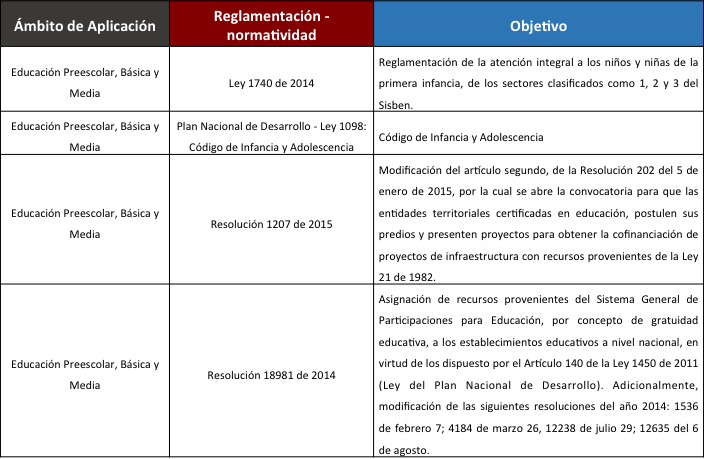 Ámbito de Aplicación
Reglamentación -
normatividad
Objetivo
Educación Preescolar, Básica y
Media
Ley 1740 de 2014
Reglamentación de la atención integral a los niños y niñas de la
primera infancia, de los sectores clasificados como 1, 2 y 3 del
Sisben.
Educación Preescolar, Básica y
Media
Plan Nacional de Desarrollo - Ley 1098:
Código de Infancia y Adolescencia
Código de Infancia y Adolescencia
Educación Preescolar, Básica y
Media
Resolución 1207 de 2015
Modificación del artículo segundo, de la Resolución 202 del 5 de
enero de 2015, por la cual se abre la convocatoria para que las
entidades territoriales certificadas en educación, postulen sus
predios y presenten proyectos para obtener la cofinanciación de
proyectos de infraestructura con recursos provenientes de la Ley
21 de 1982.
Educación Preescolar, Básica y
Media
Resolución 18981 de 2014
Asignación de recursos provenientes del Sistema General de
Participaciones para Educación, por concepto de gratuidad
educativa, a los establecimientos educativos a nivel nacional, en
virtud de los dispuesto por el Artículo 140 de la Ley 1450 de 2011
(Ley del Plan Nacional de Desarrollo). Adicionalmente,
modificación de las siguientes resoluciones del año 2014: 1536
de febrero 7; 4184 de marzo 26, 12238 de julio 29; 12635 del 6
de agosto.